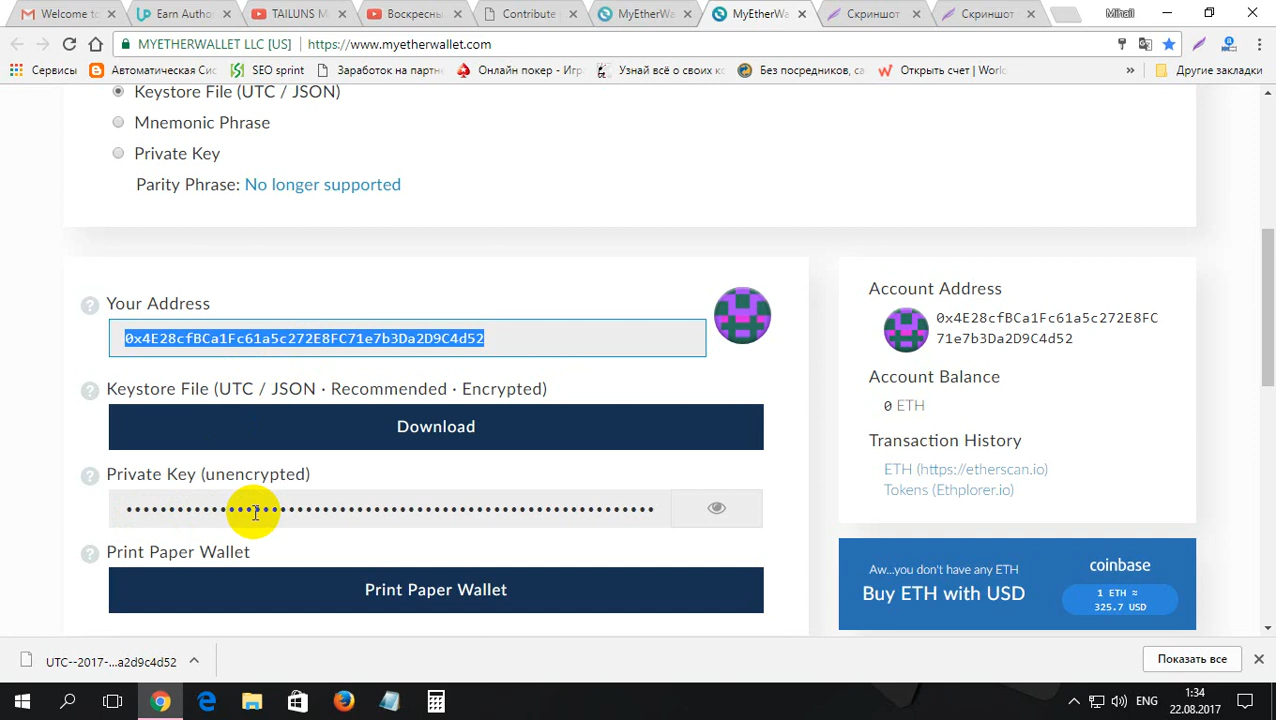 Welcome to
Earn Autho
TAILUNS M
Воскресны
Contribute
MyEtherWa
MyEtherWa
Скриншот
Скриншот
Mihail
MYETHERWALLET LLC [US]
https://www.myetherwallet.com
Сервисы
Автоматическая Сис
SEO sprint
Заработок на партн
Онлайн покер - Игр
Узнай всё о своих к
Без посредников, са
Открыть счет | World
»
Другие закладки
Keystore File (UTC / JSON)
Mnemonic Phrase
Private Key
Parity Phrase: No longer supported
Your Address
0x4E28cfBCa1Fc61a5c272E8FC71e7b3Da2D9C4d52
Keystore File (UTC / JSON · Recommended · Encrypted)
Download
Private Key (unencrypted)
Print Paper Wallet
Print Paper Wallet
Account Address
0x4E28cfBCa1Fc61a5c272E8FC
71e7b3Da2D9C4d52
Account Balance
0 ETH
Transaction History
ETH (https://etherscan.io)
Tokens (Ethplorer.io)
Aw...you don't have any ETH
Buy ETH with USD
coinbase
1 ETH ≈
325.7 USD
UTC--2017-...a2d9c4d52
Показать все
ENG
1:34
22.08.2017